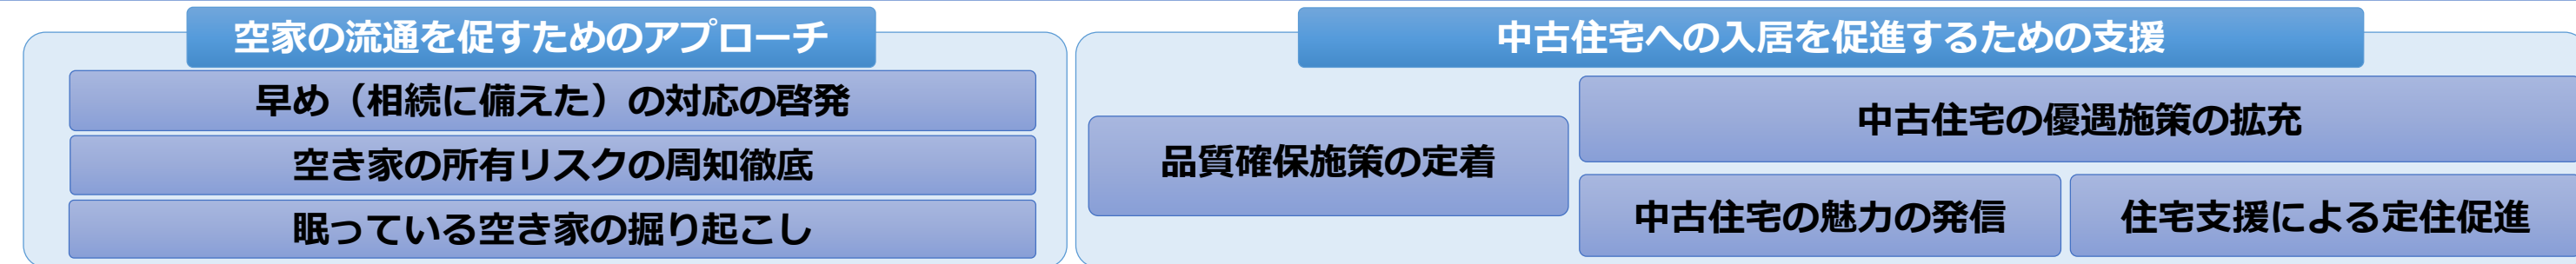 空家の流通を促すためのアプローチ
早め（相続に備えた）の対応の啓発
空き家の所有リスクの周知徹底
眠っている空き家の掘り起こし
中古住宅への入居を促進するための支援
品質確保施策の定着
中古住宅の優遇施策の拡充
中古住宅の魅力の発信
住宅支援による定住促進